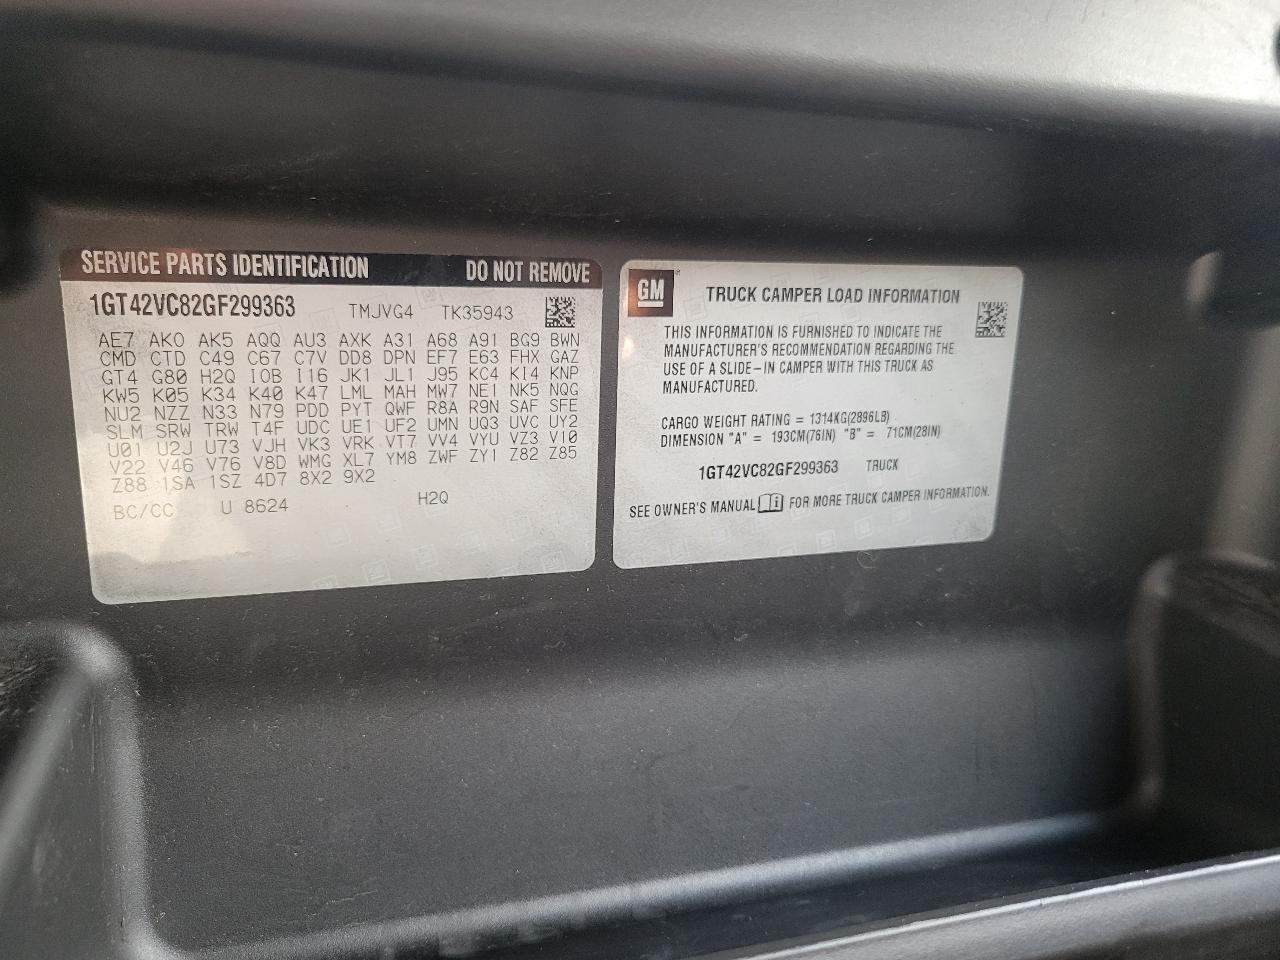 SERVICE PARTS IDENTIFICATION DO NOT REMOVE
1GT42VC82GF299363 TMJVG4 TK35943
AE7 AKO AK5 AQQ AU3 AXK A31 A68 A91 BG9 BWN
CMD CTD C49 C67 C7V DD8 DPN EF7 E63 FHX GAZ
GT4 G80 H2Q IOB I16 JK1 JL1 J95 KC4 KI4 KNP
KW5 K05 K34 K40 K47 LML MAH MW7 NE1 NK5 NQG
NU2 NZZ N33 N79 PDD PYT QWF R8A R9N SAF SFE
SLM SRW TRW T4F UDC UE1 UF2 UMN UQ3 UVC UY2
U01 U2J U73 VJH VK3 VRK VT7 VV4 VYU VZ3 V10
V22 V46 V76 V8D WMG XL7 YM8 ZWF ZY1 Z82 Z85
Z88 1SA 1SZ 4D7 8X2 9X2
BC/CC U 8624 H2Q
GM
TRUCK CAMPER LOAD INFORMATION
THIS INFORMATION IS FURNISHED TO INDICATE THE
MANUFACTURER'S RECOMMENDATION REGARDING THE
USE OF A SLIDE-IN CAMPER WITH THIS TRUCK AS
MANUFACTURED.
CARGO WEIGHT RATING = 1314KG(2896LB)
DIMENSION "A" = 193CM(76IN) "B" = 71CM(28IN)
1GT42VC82GF299363 TRUCK
SEE OWNER'S MANUAL FOR MORE TRUCK CAMPER INFORMATION.